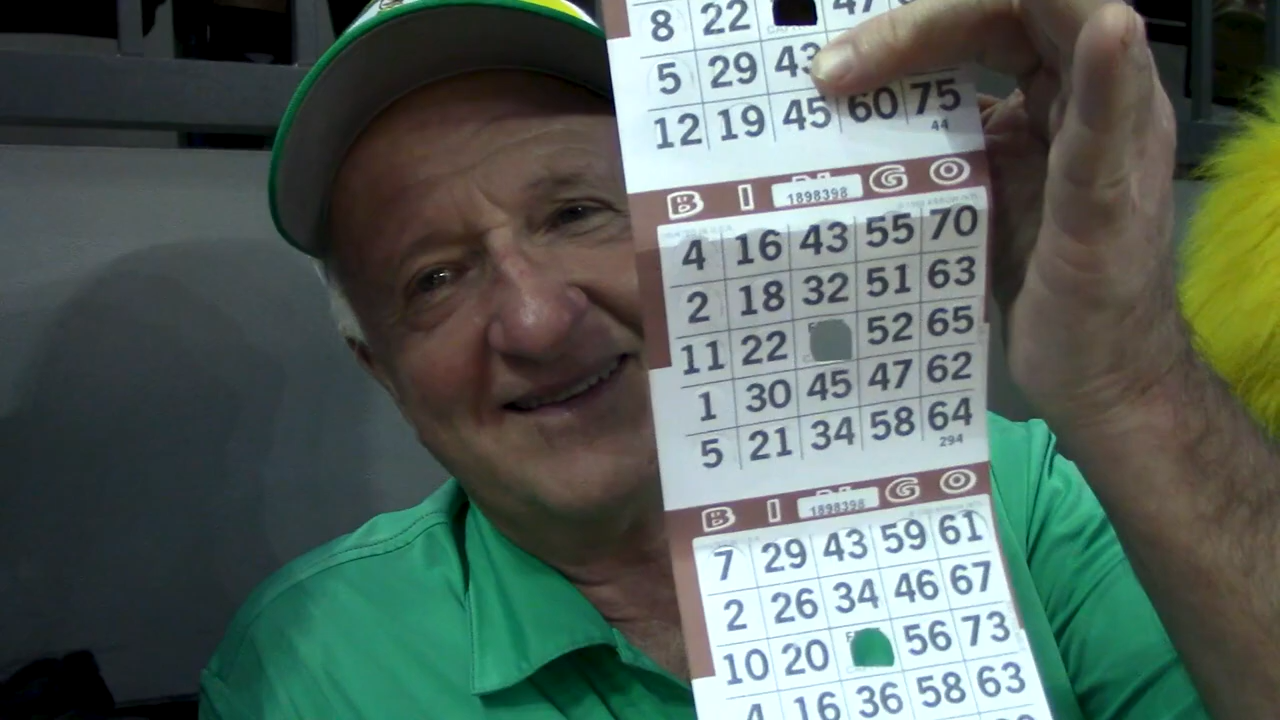 8 22 47
5 29 43
12 19 45 60 75
44
B I N G O
1898398
4 16 43 55 70
2 18 32 51 63
11 22 52 65
1 30 45 47 62
5 21 34 58 64
294
B I N G O
1898398
7 29 43 59 61
2 26 34 46 67
10 20 56 73
4 16 36 58 63